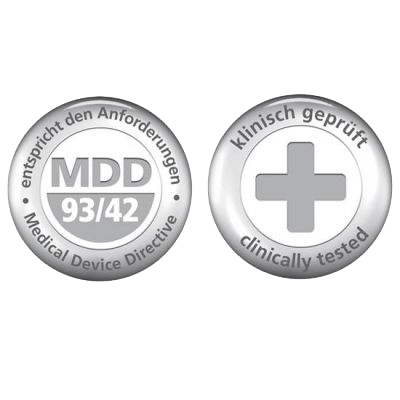 entspricht den Anforderungen
MDD
93/42
Medical Device Directive
klinisch geprüft
clinically tested